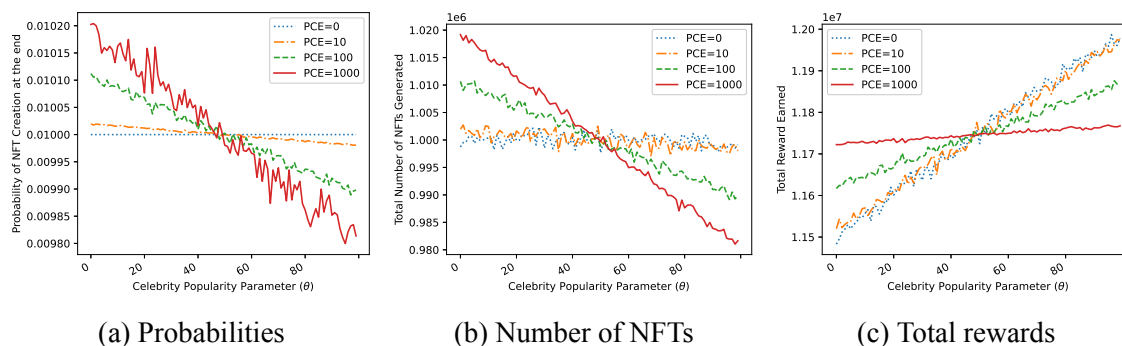 Probability of NFT Creation at the end
0.01020
0.01015
0.01010
0.01005
0.01000
0.00995
0.00990
0.00985
0.00980
PCE=0
PCE=10
PCE=100
PCE=1000
0
20
40
60
80
Celebrity Popularity Parameter (θ)
(a) Probabilities
1e6
Total Number of NFTs Generated
1.020
1.015
1.010
1.005
1.000
0.995
0.990
0.985
0.980
PCE=0
PCE=10
PCE=100
PCE=1000
0
20
40
60
80
Celebrity Popularity Parameter (θ)
(b) Number of NFTs
1e7
Total Reward Earned
1.20
1.19
1.18
1.17
1.16
1.15
PCE=0
PCE=10
PCE=100
PCE=1000
0
20
40
60
80
Celebrity Popularity Parameter (θ)
(c) Total rewards